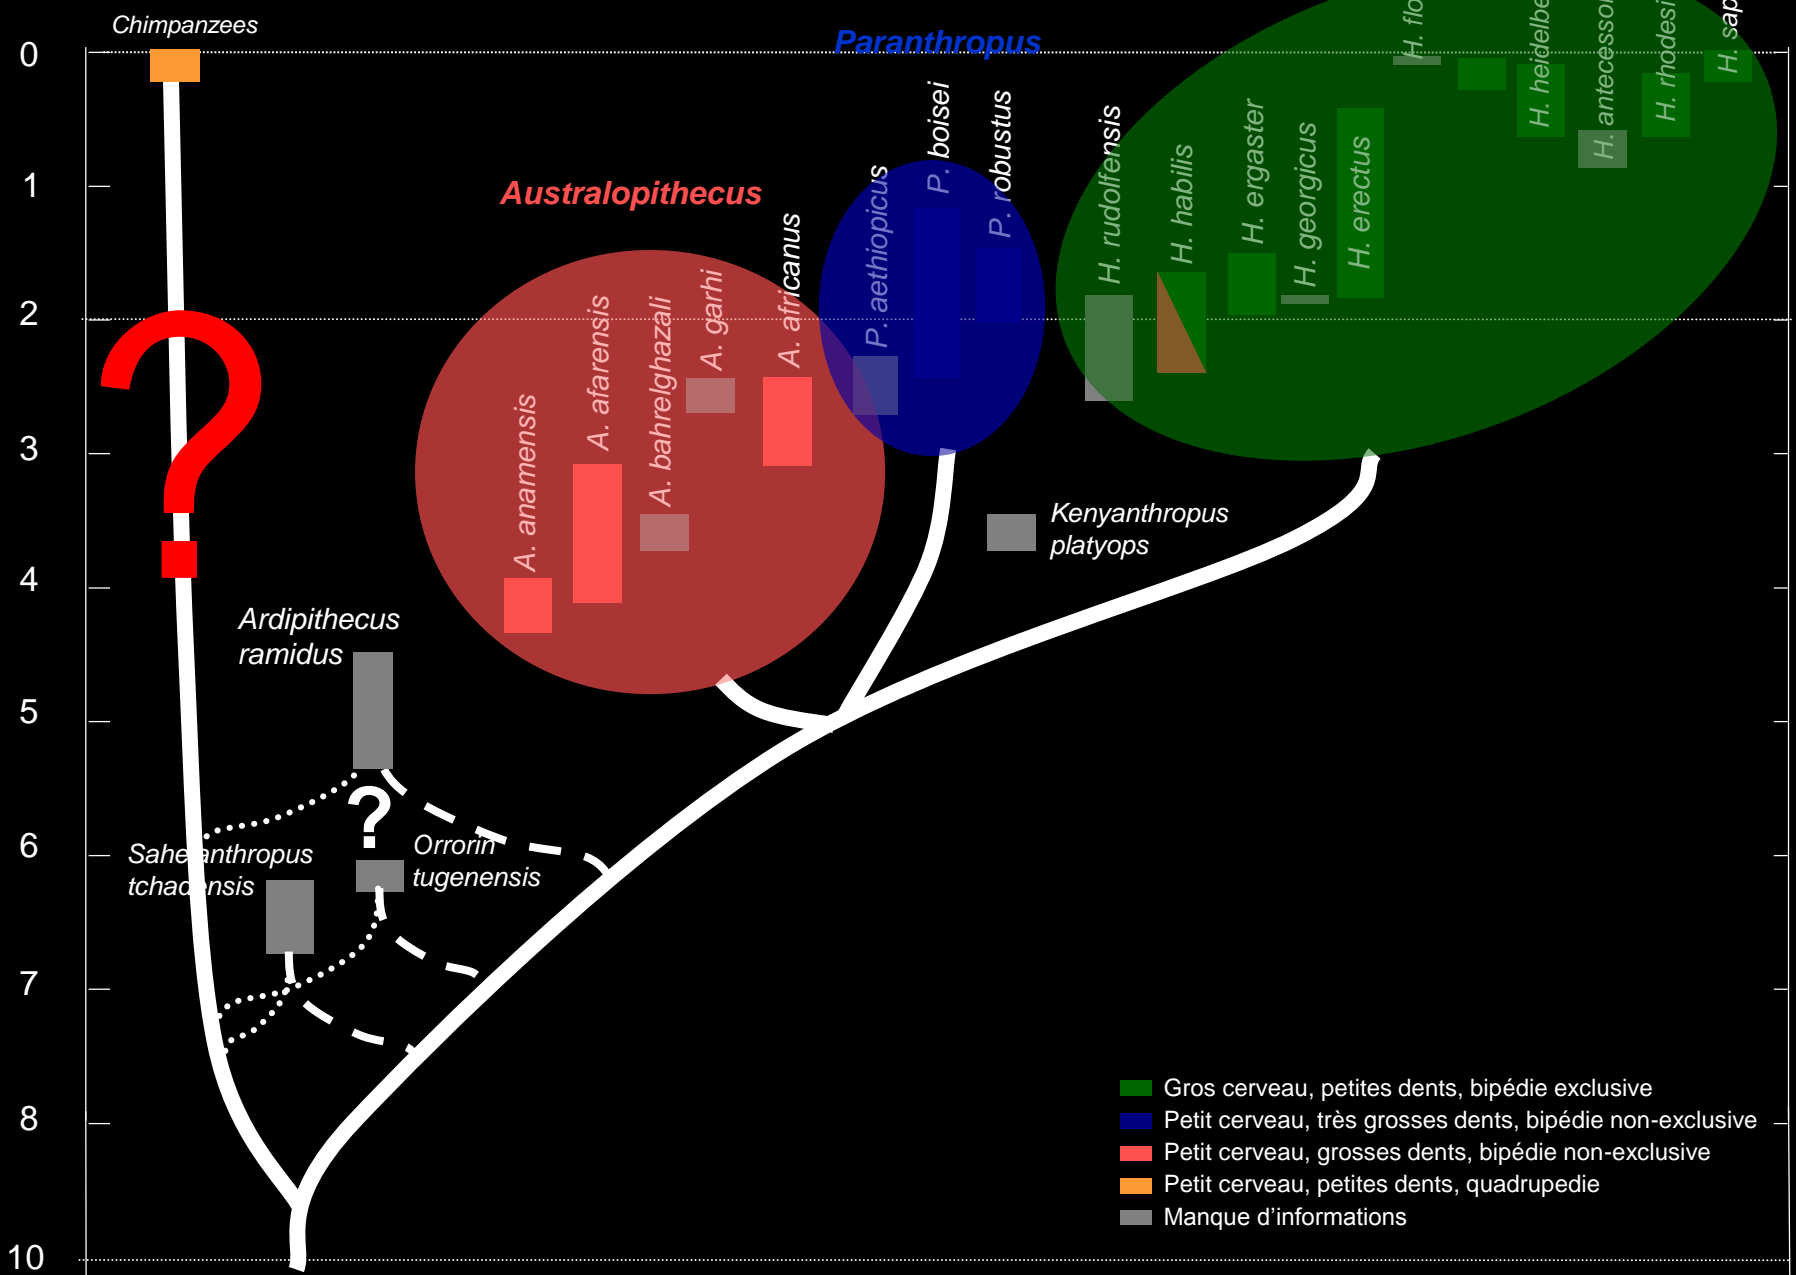 Chimpanzees
0
1
2
3
4
5
6
7
8
10
Paranthropus
Australopithecus
A. anamensis
A. afarensis
A. bahrelghazali
A. garhi
A. africanus
P. aethiopicus
P. boisei
P. robustus
H. rudolfensis
H. habilis
H. ergaster
H. georgicus
H. erectus
H. flo
H. heidelbe
H. antecessor
H. rhodesi
H. sap
Kenyanthropus
platyops
Ardipithecus
ramidus
?
?
Sahelanthropus
tchadensis
Orrorin
tugenensis
Gros cerveau, petites dents, bipédie exclusive
Petit cerveau, très grosses dents, bipédie non-exclusive
Petit cerveau, grosses dents, bipédie non-exclusive
Petit cerveau, petites dents, quadrupedie
Manque d’informations